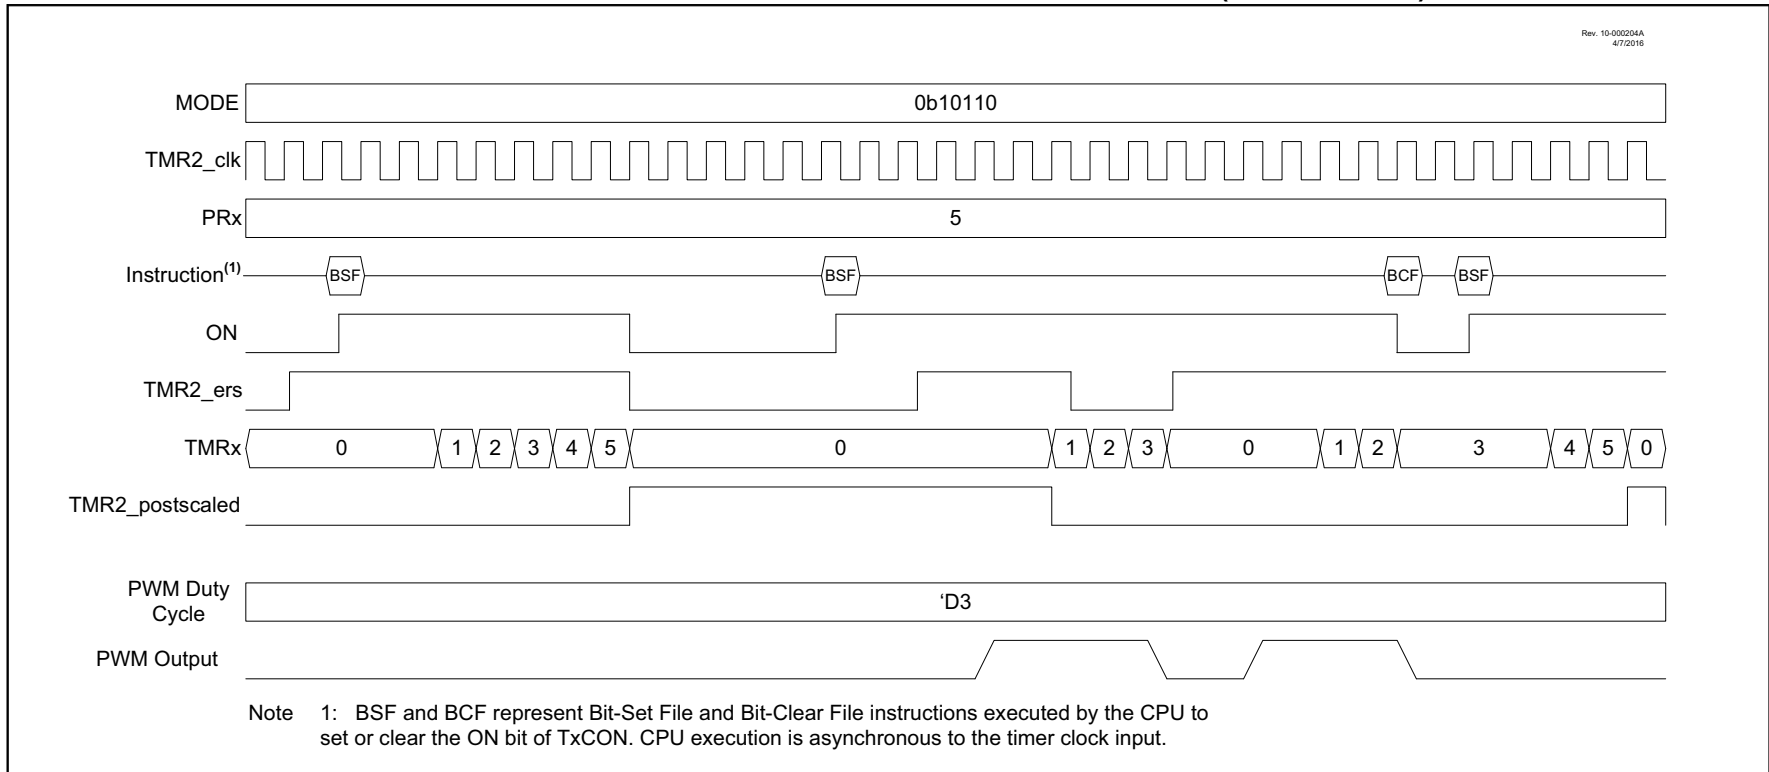 Rev. 10-000204A
4/7/2016
MODE 0b10110
TMR2_clk
PRx 5
Instruction(1) BSF BSF BCF BSF
ON
TMR2_ers
TMRx 0 1 2 3 4 5 0 1 2 3 0 1 2 3 4 5 0
TMR2_postscaled
PWM Duty
Cycle
‘D3
PWM Output
Note 1: BSF and BCF represent Bit-Set File and Bit-Clear File instructions executed by the CPU to
set or clear the ON bit of TxCON. CPU execution is asynchronous to the timer clock input.